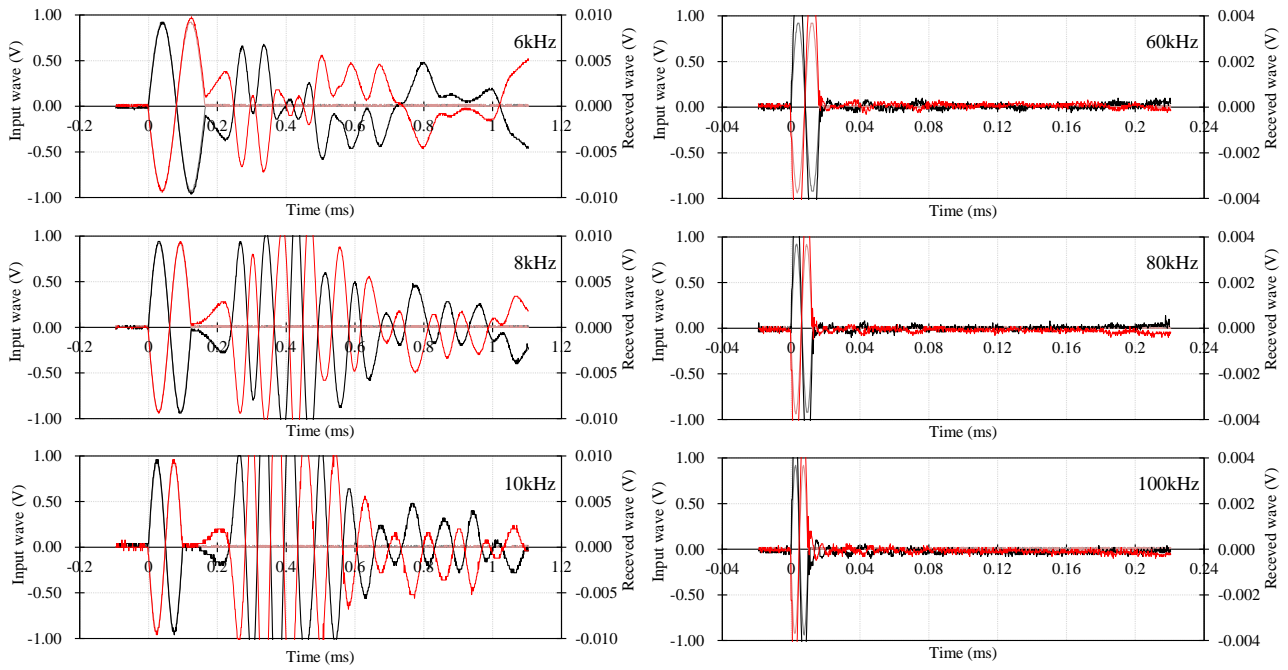 1.00 0.010 6kHz
0.50 0.005
0.00 0.000
-0.2 0 0.2 0.4 0.6 0.8 1 1.2
-0.50 -0.005
-1.00 -0.010
Input wave (V)
Receved wave (V)
Time (ms)
1.00 0.004 60kHz
0.50 0.002
0.00 0.000
-0.04 0 0.04 0.08 0.12 0.16 0.2 0.24
-0.50 -0.002
-1.00 -0.004
Input wave (V)
Receved wave (V)
Time (ms)
1.00 0.010 8kHz
0.50 0.005
0.00 0.000
-0.2 0 0.2 0.4 0.6 0.8 1 1.2
-0.50 -0.005
-1.00 -0.010
Input wave (V)
Receved wave (V)
Time (ms)
1.00 0.004 80kHz
0.50 0.002
0.00 0.000
-0.04 0 0.04 0.08 0.12 0.16 0.2 0.24
-0.50 -0.002
-1.00 -0.004
Input wave (V)
Receved wave (V)
Time (ms)
1.00 0.010 10kHz
0.50 0.005
0.00 0.000
-0.2 0 0.2 0.4 0.6 0.8 1 1.2
-0.50 -0.005
-1.00 -0.010
Input wave (V)
Receved wave (V)
Time (ms)
1.00 0.004 100kHz
0.50 0.002
0.00 0.000
-0.04 0 0.04 0.08 0.12 0.16 0.2 0.24
-0.50 -0.002
-1.00 -0.004
Input wave (V)
Receved wave (V)
Time (ms)